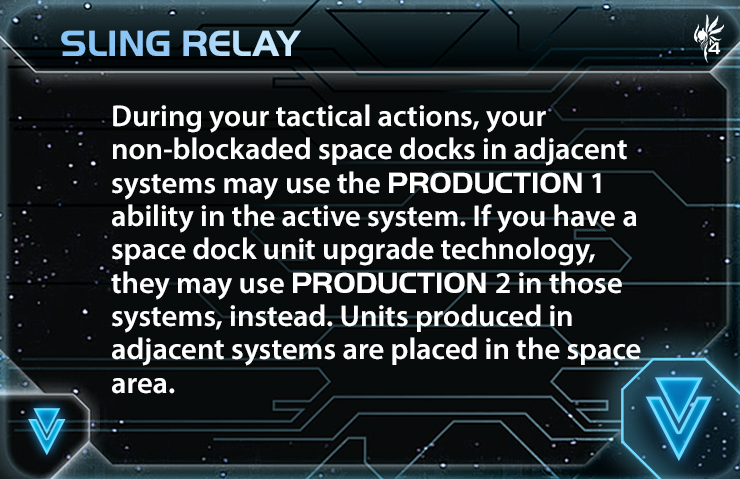 SLING RELAY
4
During your tactical actions, your
non-blockaded space docks in adjacent
systems may use the PRODUCTION 1
ability in the active system. If you have a
space dock unit upgrade technology,
they may use PRODUCTION 2 in those
systems, instead. Units produced in
adjacent systems are placed in the space
area.